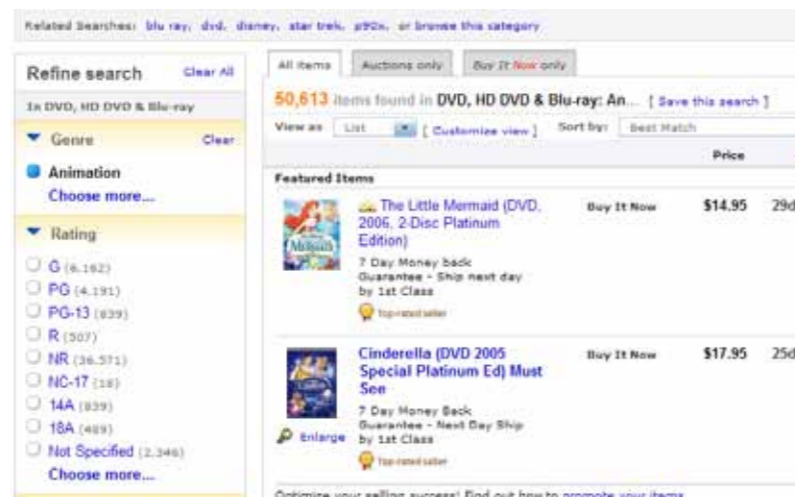 Related Searches: blu ray, dvd, disney, star trek, p90x, or browse this category
Refine search Clear All
In DVD, HD DVD & Blu-ray
Genre Clear
Animation
Choose more...
Rating
G (6,162)
PG (4,191)
PG-13 (839)
R (507)
NR (36,571)
NC-17 (18)
14A (839)
18A (489)
Not Specified (2,346)
Choose more...
All items Auctions only Buy It Now only
50,613 items found in DVD, HD DVD & Blu-ray: An... [ Save this search ]
View as List [ Customize view ] Sort by: Best Match
Price
Featured Items
The Little Mermaid (DVD, 2006, 2-Disc Platinum Edition) Buy It Now $14.95 29d
7 Day Money back
Guarantee - Ship next day
by 1st Class
Top-rated seller
Cinderella (DVD 2005 Special Platinum Ed) Must See Buy It Now $17.95 25d
7 Day Money Back
Guarantee - Next Day Ship
by 1st Class
Enlarge
Top-rated seller
Optimize your selling success! Find out how to promote your items